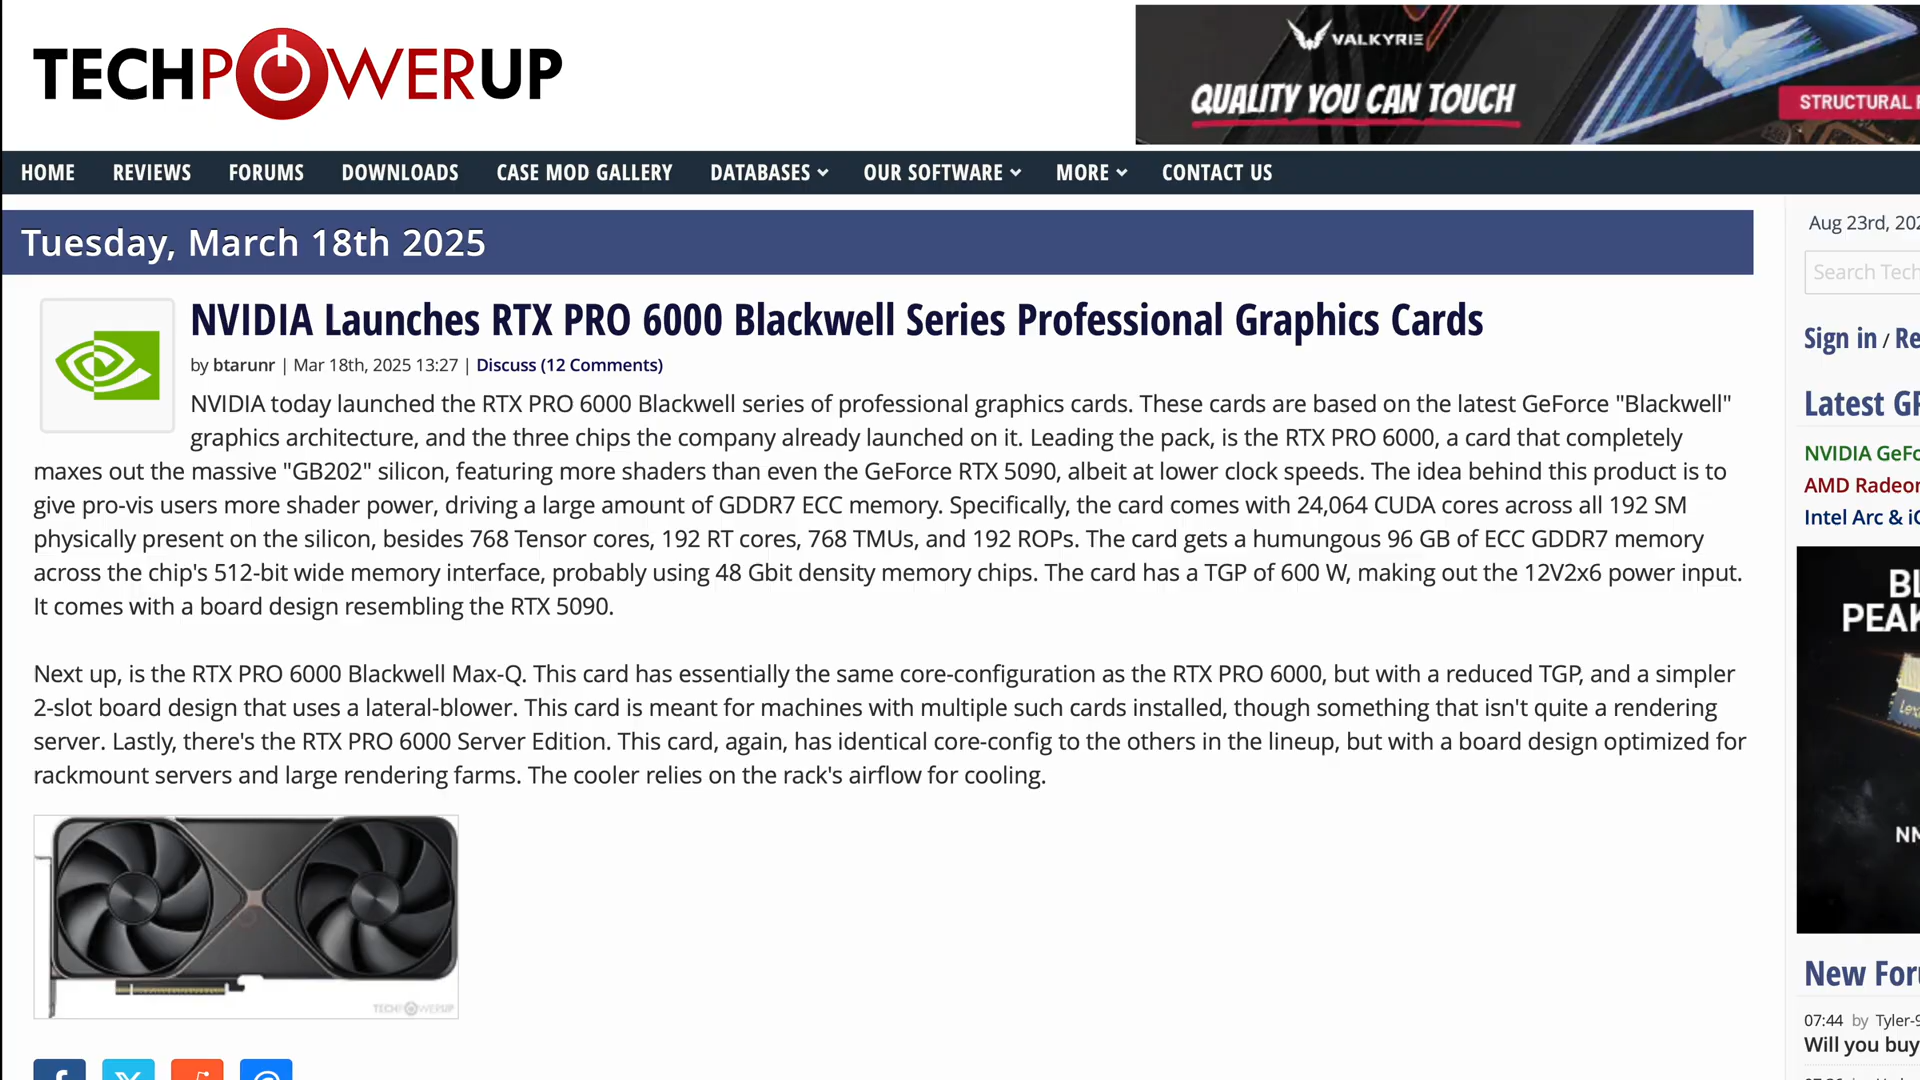 TECHPOWERUP
VALKYRIE
QUALITY YOU CAN TOUCH
STRUCTURAL
HOME REVIEWS FORUMS DOWNLOADS CASE MOD GALLERY DATABASES OUR SOFTWARE MORE CONTACT US
Tuesday, March 18th 2025
NVIDIA Launches RTX PRO 6000 Blackwell Series Professional Graphics Cards
by btarunr | Mar 18th, 2025 13:27 | Discuss (12 Comments)
NVIDIA today launched the RTX PRO 6000 Blackwell series of professional graphics cards. These cards are based on the latest GeForce "Blackwell"
graphics architecture, and the three chips the company already launched on it. Leading the pack, is the RTX PRO 6000, a card that completely
maxes out the massive "GB202" silicon, featuring more shaders than even the GeForce RTX 5090, albeit at lower clock speeds. The idea behind this product is to
give pro-vis users more shader power, driving a large amount of GDDR7 ECC memory. Specifically, the card comes with 24,064 CUDA cores across all 192 SM
physically present on the silicon, besides 768 Tensor cores, 192 RT cores, 768 TMUs, and 192 ROPs. The card gets a humungous 96 GB of ECC GDDR7 memory
across the chip's 512-bit wide memory interface, probably using 48 Gbit density memory chips. The card has a TGP of 600 W, making out the 12V2x6 power input.
It comes with a board design resembling the RTX 5090.
Next up, is the RTX PRO 6000 Blackwell Max-Q. This card has essentially the same core-configuration as the RTX PRO 6000, but with a reduced TGP, and a simpler
2-slot board design that uses a lateral-blower. This card is meant for machines with multiple such cards installed, though something that isn't quite a rendering
server. Lastly, there's the RTX PRO 6000 Server Edition. This card, again, has identical core-config to the others in the lineup, but with a board design optimized for
rackmount servers and large rendering farms. The cooler relies on the rack's airflow for cooling.
TECHPOWERUP
Aug 23rd, 202
Search Tech
Sign in / Re
Latest GP
NVIDIA GeFo
AMD Radeon
Intel Arc & iG
BL
PEAK
Lex
NM
New For
07:44 by Tyler-9
Will you buy